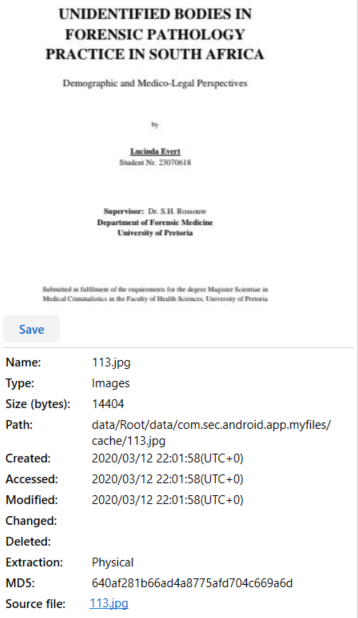 UNIDENTIFIED BODIES IN
FORENSIC PATHOLOGY
PRACTICE IN SOUTH AFRICA
Demographic and Medico-Legal Perspectives
by
Lucinda Evert
Student Nr. 23070618
Supervisor: Dr. S.H. Rossouw
Department of Forensic Medicine
University of Pretoria
Submitted in fulfilment of the requirements for the degree Magister Scientiae in
Medical Criminalistics in the Faculty of Health Sciences, University of Pretoria
Save
Name: 113.jpg
Type: Images
Size (bytes): 14404
Path: data/Root/data/com.sec.android.app.myfiles/
cache/113.jpg
Created: 2020/03/12 22:01:58(UTC+0)
Accessed: 2020/03/12 22:01:58(UTC+0)
Modified: 2020/03/12 22:01:58(UTC+0)
Changed:
Deleted:
Extraction: Physical
MD5: 640af281b66ad4a8775afd704c669a6d
Source file: 113.jpg